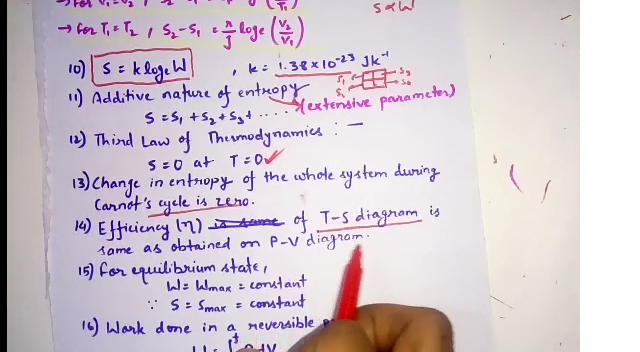 → for T₁=T₂, S₂-S₁ = r/J logₑ (V₂/V₁)
S∝W
10) S = k logₑW , k = 1.38×10⁻²³ JK⁻¹
11) Additive nature of entropy
(extensive parameter)
S = S₁ + S₂ + S₃ + ....
12) Third Law of Thermodynamics : —
S=0 at T=0
13) Change in entropy of the whole system during
Carnot's cycle is zero.
14) Efficiency (η) is same of T-S diagram is
same as obtained on P-V diagram.
15) for equilibrium state,
W = Wmax = constant
∵ S = Smax = constant
16) Work done in a reversible